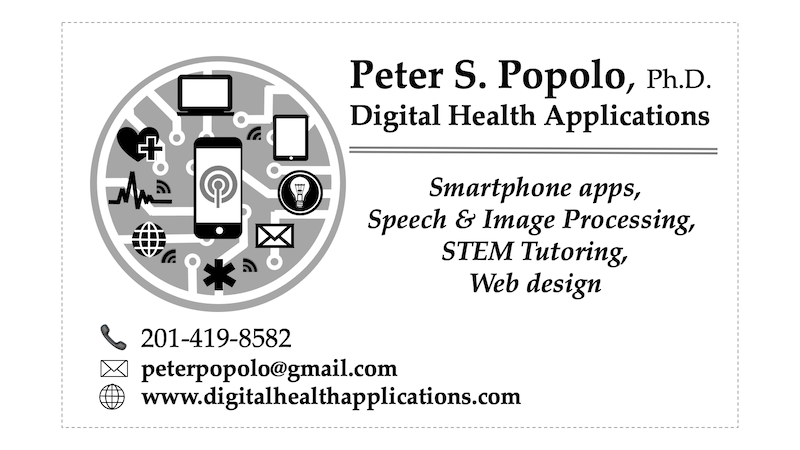 Peter S. Popolo, Ph.D.
Digital Health Applications
Smartphone apps,
Speech & Image Processing,
STEM Tutoring,
Web design
201-419-8582
peterpopolo@gmail.com
www.digitalhealthapplications.com